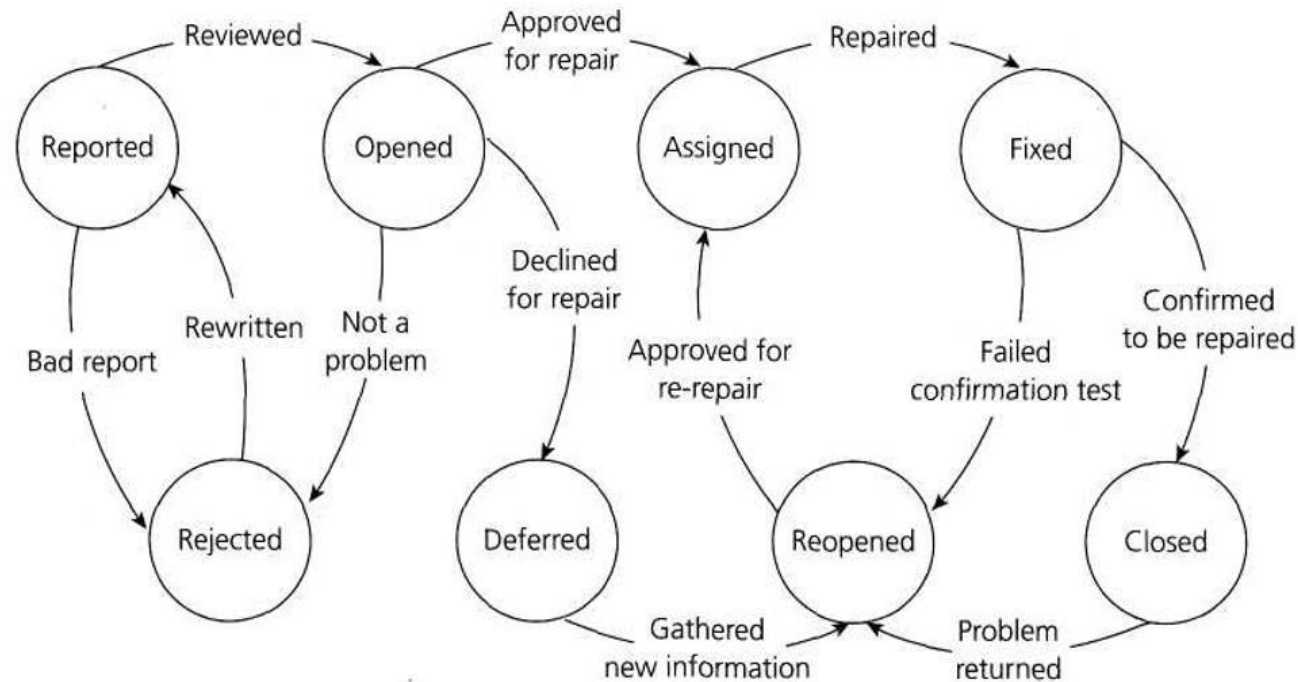 Reviewed
Approved
for repair
Repaired
Reported
Opened
Assigned
Fixed
Declined
for repair
Confirmed
to be repaired
Rewritten
Not a
problem
Bad report
Approved for
re-repair
Failed
confirmation test
Rejected
Deferred
Reopened
Closed
Gathered
new information
Problem
returned